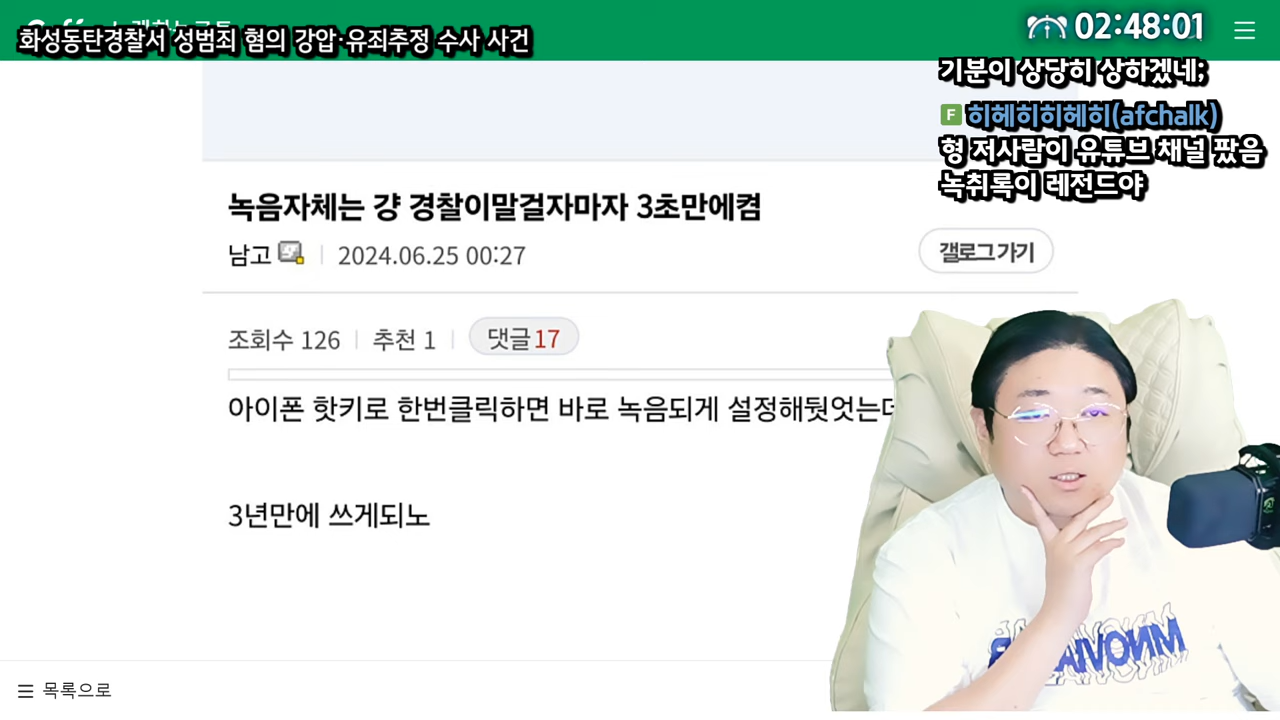 화성동탄경찰서 성범죄 혐의 강압·유죄추정 수사 사건
02:48:01
기분이 상당히 상하겠네;
F 히헤히히헤히(afchalk)
형 저사람이 유튜브 채널 팠음
녹취록이 레전드야
녹음자체는 걍 경찰이말걸자마자 3초만에켬
남고
2024.06.25 00:27
갤로그 가기
조회수 126
추천 1
댓글 17
아이폰 핫키로 한번클릭하면 바로 녹음되게 설정해뒀엇는데
3년만에 쓰게되노
목록으로